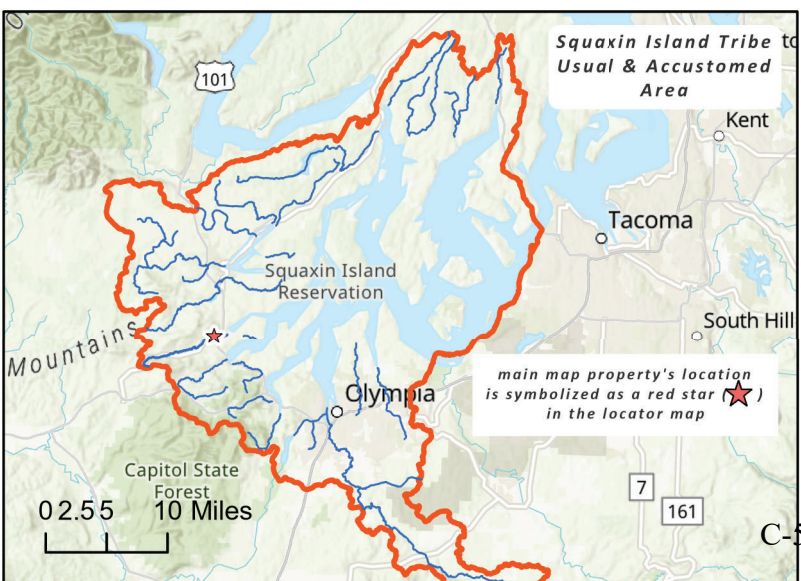 Squaxin Island Tribe
Usual & Accustomed
Area
101
Kent
Tacoma
Squaxin Island
Reservation
Mountains
South Hill
main map property's location
is symbolized as a red star ( )
in the locator map
Olympia
Capitol State
Forest
7
161
0 2.5 5 10 Miles